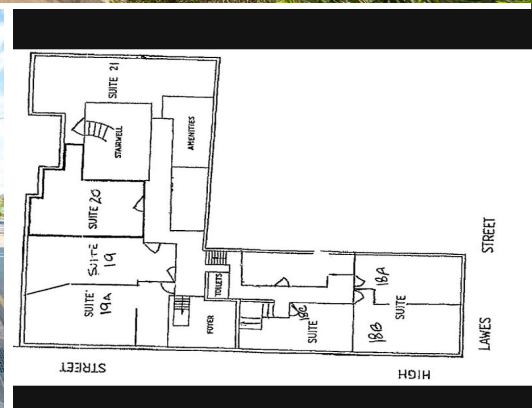 SUITE 21
STAIRWELL
AMENITIES
SUITE 20
SUITE
19
SUITE
19A
FOYER
TOILETS
SUITE
18C
18A
SUITE
18B
STREET
LAWES
STREET
HIGH